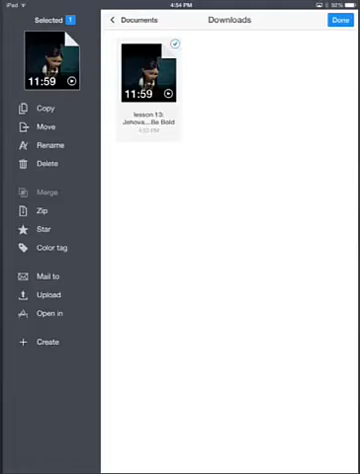 iPad
4:54 PM
92%
Selected 1
Documents
Downloads
Done
11:59
11:59
lesson 13:
Jehova....Be Bold
4:52 PM
Copy
Move
Rename
Delete
Merge
Zip
Star
Color tag
Mail to
Upload
Open in
Create